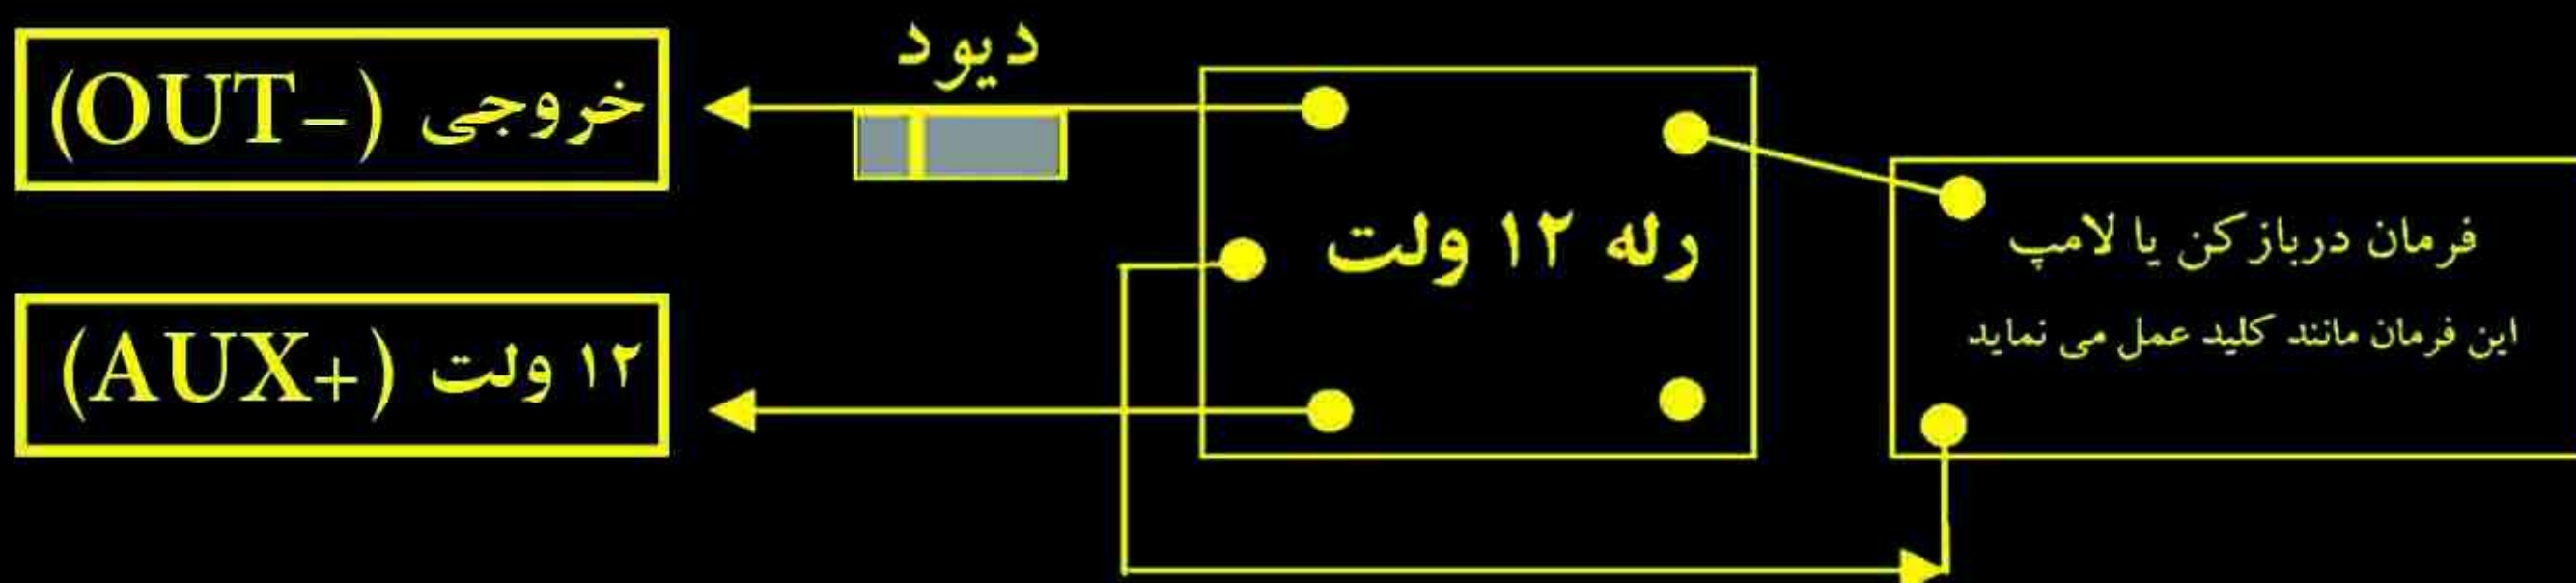 دیود
خروجی (OUT-)
رله ۱۲ ولت
فرمان دربازکن یا لامپ
این فرمان مانند کلید عمل می نماید
۱۲ ولت (AUX+)